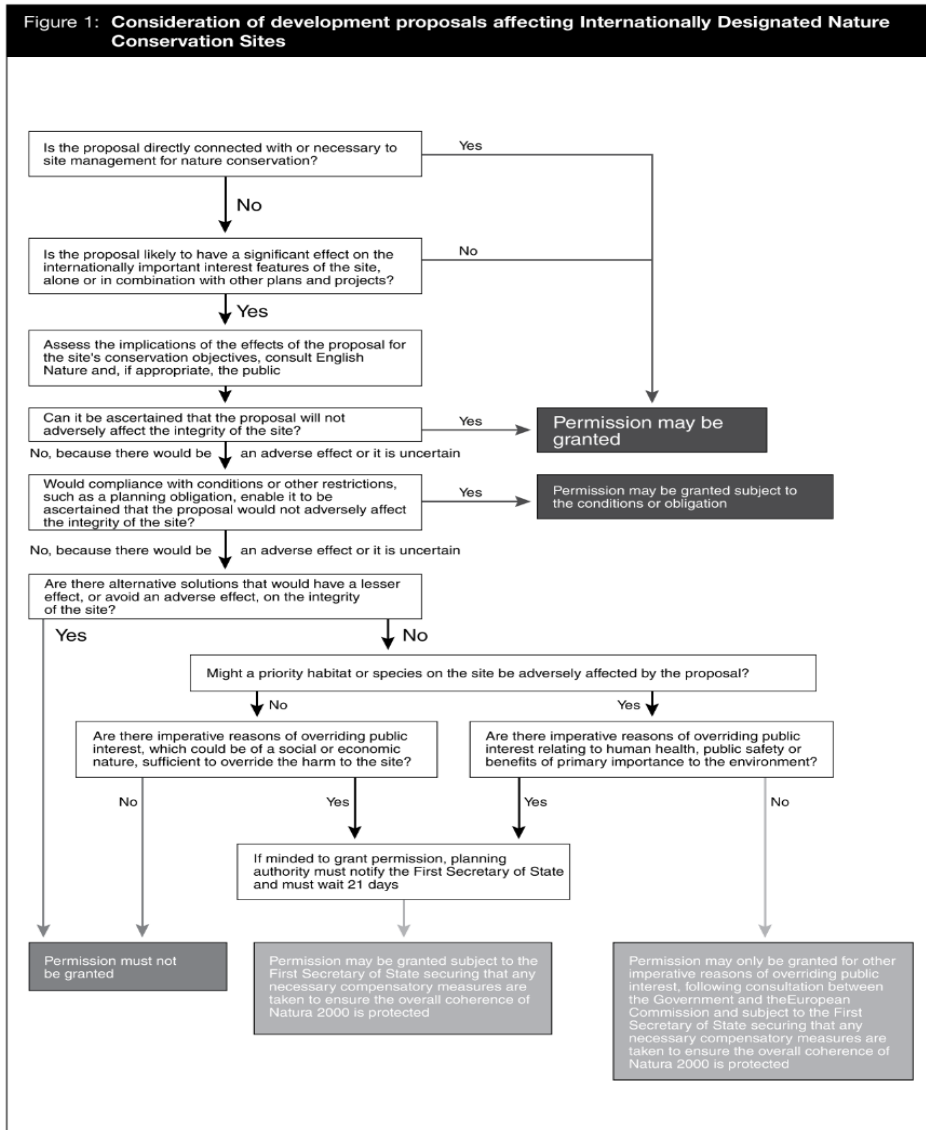 Figure 1: Consideration of development proposals affecting Internationally Designated Nature
Conservation Sites
Is the proposal directly connected with or necessary to
site management for nature conservation?
Yes
No
Is the proposal likely to have a significant effect on the
internationally important interest features of the site,
alone or in combination with other plans and projects?
No
Yes
Assess the implications of the effects of the proposal for
the site's conservation objectives, consult English
Nature and, if appropriate, the public
Can it be ascertained that the proposal will not
adversely affect the integrity of the site?
Yes
Permission may be
granted
No, because there would be an adverse effect or it is uncertain
Would compliance with conditions or other restrictions,
such as a planning obligation, enable it to be
ascertained that the proposal would not adversely affect
the integrity of the site?
Yes
Permission may be granted subject to
the conditions or obligation
No, because there would be an adverse effect or it is uncertain
Are there alternative solutions that would have a lesser
effect, or avoid an adverse effect, on the integrity
of the site?
Yes
No
Might a priority habitat or species on the site be adversely affected by the proposal?
No
Yes
Are there imperative reasons of overriding public
interest, which could be of a social or economic
nature, sufficient to override the harm to the site?
Are there imperative reasons of overriding public
interest relating to human health, public safety or
benefits of primary importance to the environment?
No
Yes
Yes
No
If minded to grant permission, planning
authority must notify the First Secretary of State
and must wait 21 days
Permission must not
be granted
Permission may be granted subject to the
First Secretary of State securing that any
necessary compensatory measures are
taken to ensure the overall coherence of
Natura 2000 is protected
Permission may only be granted for other
imperative reasons of overriding public
interest, following consultation between
the Government and theEuropean
Commission and subject to the First
Secretary of State securing that any
necessary compensatory measures are
taken to ensure the overall coherence of
Natura 2000 is protected